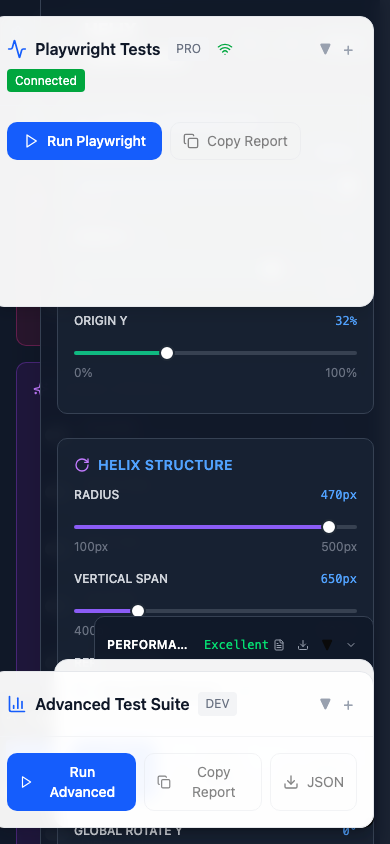 Playwright Tests PRO ▼ +
Connected
Run Playwright Copy Report
ORIGIN Y 32%
0% 100%
HELIX STRUCTURE
RADIUS 470px
100px 500px
VERTICAL SPAN 650px
400
PERFORMA... Excellent ▼
Advanced Test Suite DEV ▼ +
Run Advanced
Copy Report
JSON
GLOBAL ROTATE Y 0°